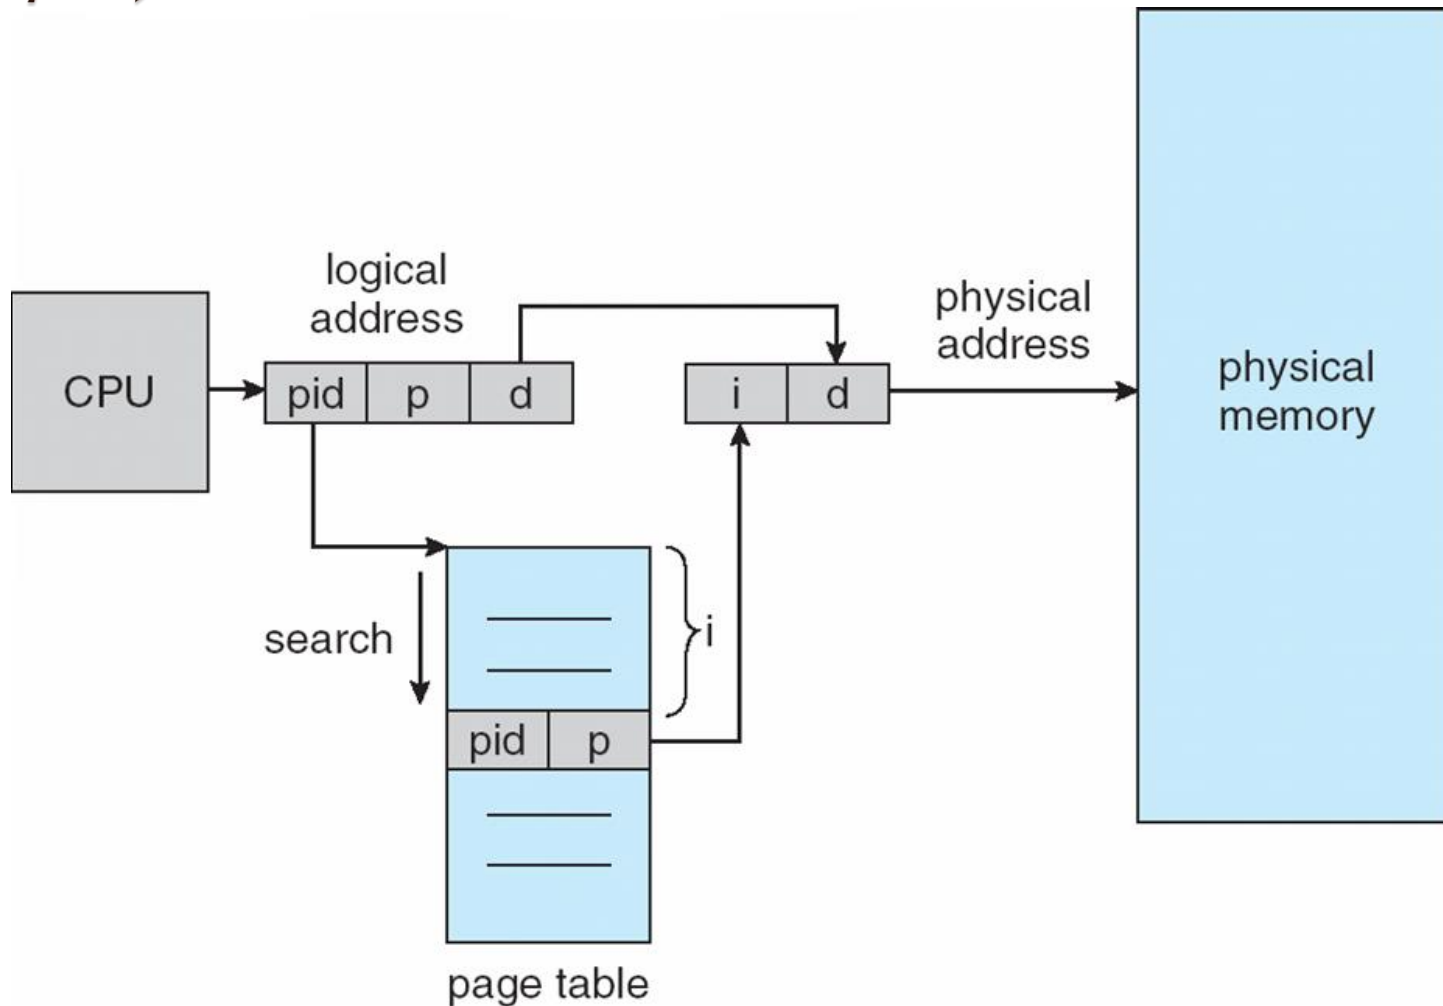 logical
address
physical
address
CPU
pid p d
i d
physical
memory
search
i
pid p
page table